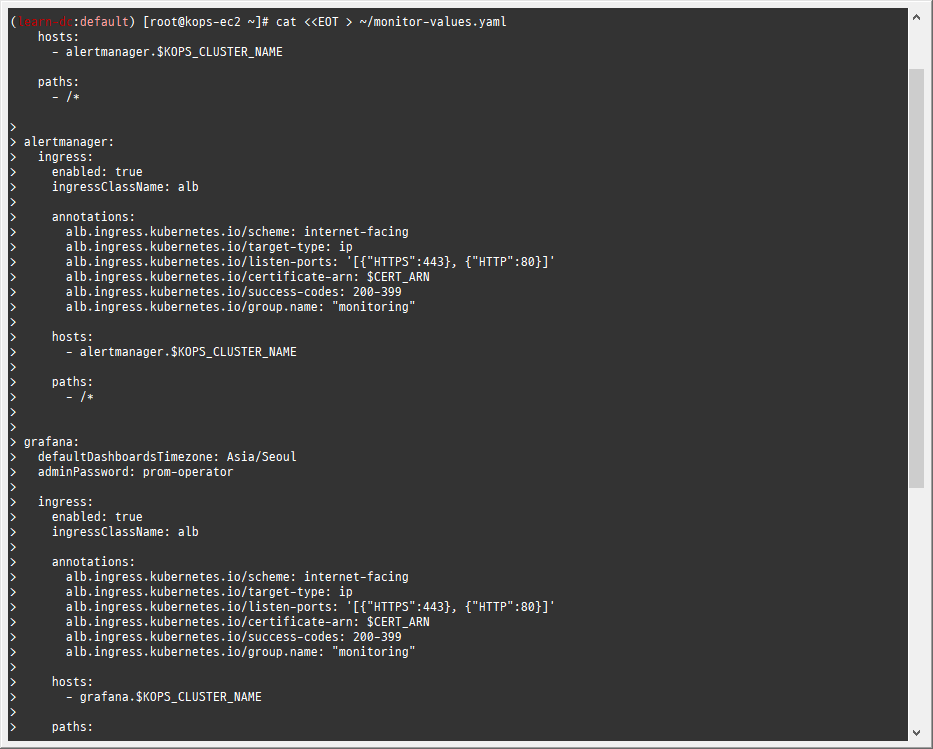 (learn-dr:default) [root@kops-ec2 ~]# cat <<EOT > ~/monitor-values.yaml
    hosts:
      - alertmanager.$KOPS_CLUSTER_NAME

    paths:
      - /*

>
> alertmanager:
>   ingress:
>     enabled: true
>     ingressClassName: alb
>
>     annotations:
>       alb.ingress.kubernetes.io/scheme: internet-facing
>       alb.ingress.kubernetes.io/target-type: ip
>       alb.ingress.kubernetes.io/listen-ports: '[{"HTTPS":443}, {"HTTP":80}]'
>       alb.ingress.kubernetes.io/certificate-arn: $CERT_ARN
>       alb.ingress.kubernetes.io/success-codes: 200-399
>       alb.ingress.kubernetes.io/group.name: "monitoring"
>
>     hosts:
>       - alertmanager.$KOPS_CLUSTER_NAME
>
>     paths:
>       - /*
>
>
> grafana:
>   defaultDashboardsTimezone: Asia/Seoul
>   adminPassword: prom-operator
>
>   ingress:
>     enabled: true
>     ingressClassName: alb
>
>     annotations:
>       alb.ingress.kubernetes.io/scheme: internet-facing
>       alb.ingress.kubernetes.io/target-type: ip
>       alb.ingress.kubernetes.io/listen-ports: '[{"HTTPS":443}, {"HTTP":80}]'
>       alb.ingress.kubernetes.io/certificate-arn: $CERT_ARN
>       alb.ingress.kubernetes.io/success-codes: 200-399
>       alb.ingress.kubernetes.io/group.name: "monitoring"
>
>     hosts:
>       - grafana.$KOPS_CLUSTER_NAME
>
>     paths: